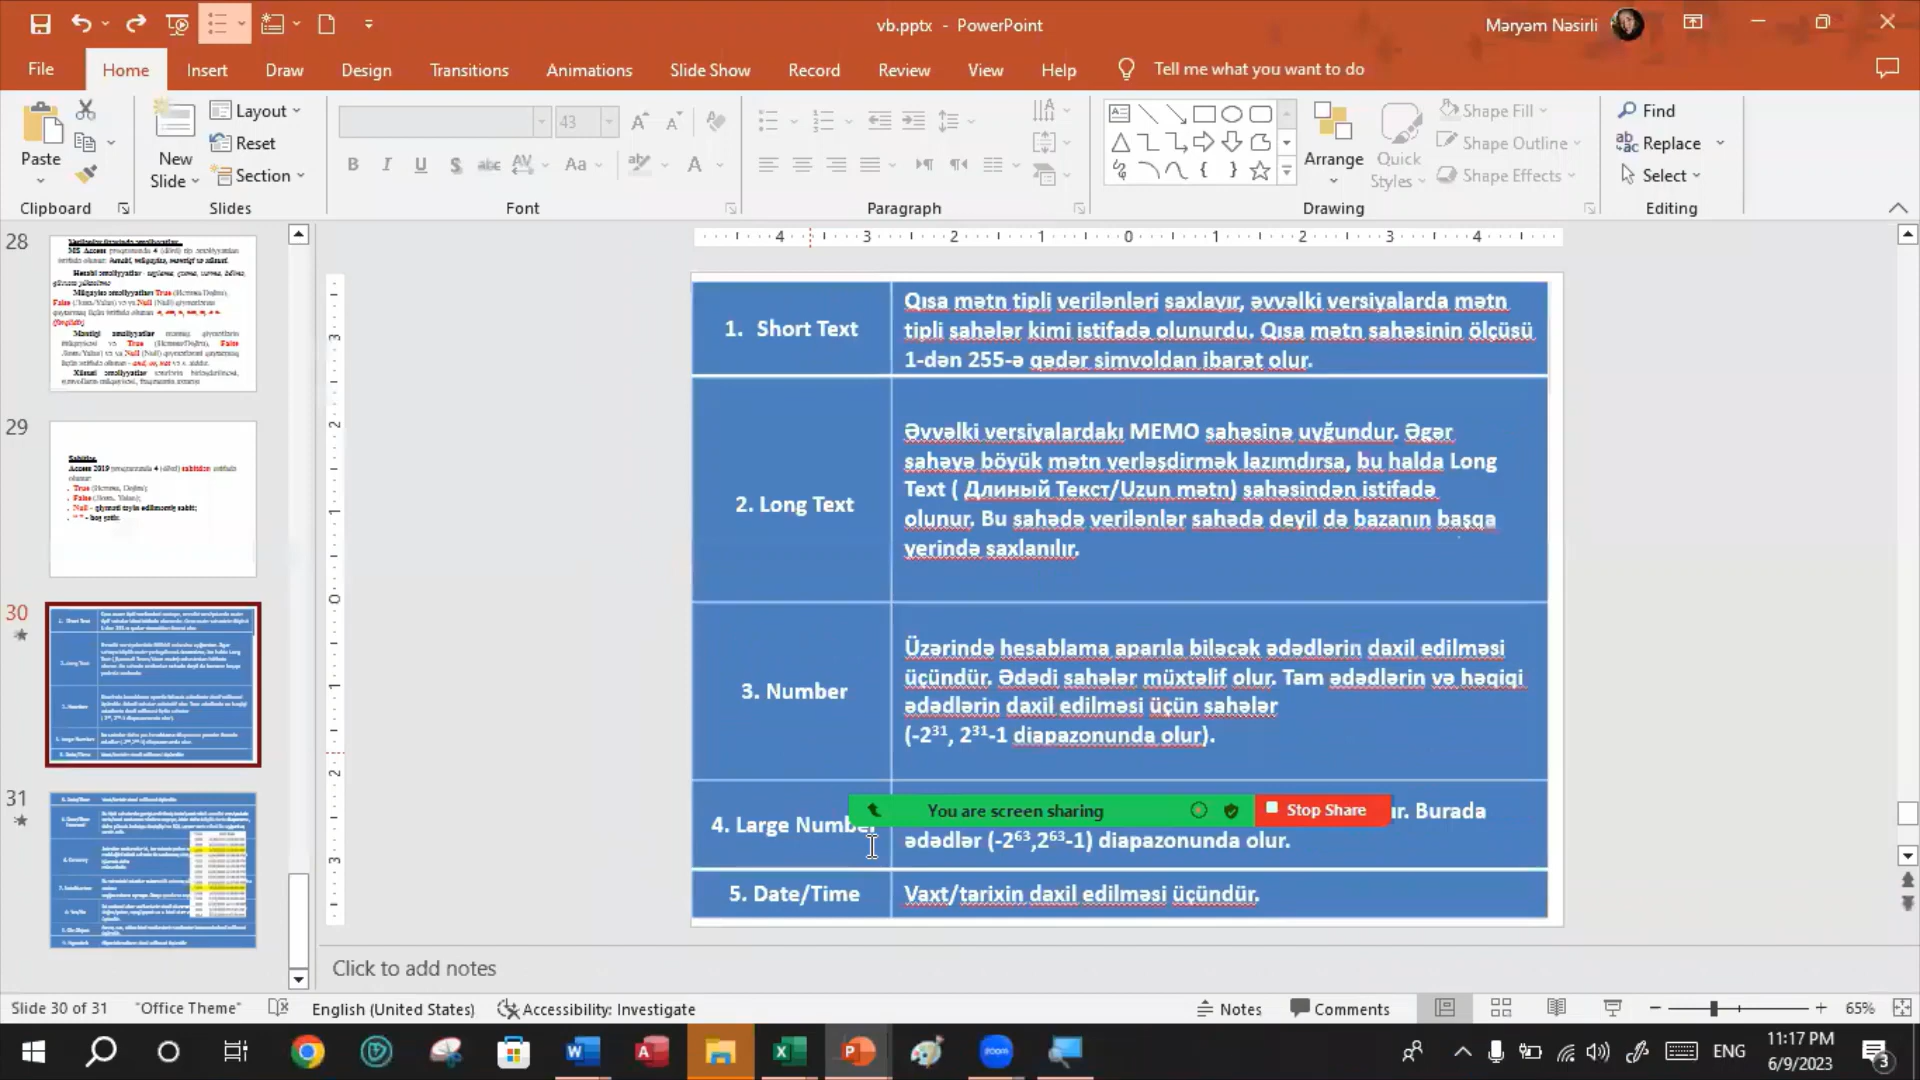 vb.pptx - PowerPoint
Məryəm Nəsirli
File
Home
Insert
Draw
Design
Transitions
Animations
Slide Show
Record
Review
View
Help
Tell me what you want to do
Paste
New
Slide
Layout
Reset
Section
43
Arrange
Quick
Styles
Shape Fill
Shape Outline
Shape Effects
Find
Replace
Select
Clipboard
Slides
Font
Paragraph
Drawing
Editing
28
29
30
31
1. Short Text
Qısa mətn tipli verilənləri saxlayır, əvvəlki versiyalarda mətn
tipli sahələr kimi istifadə olunurdu. Qısa mətn sahəsinin ölçüsü
1-dən 255-ə qədər simvoldan ibarət olur.
2. Long Text
Əvvəlki versiyalardakı MEMO sahəsinə uyğundur. Əgər
sahəyə böyük mətn yerləşdirmək lazımdırsa, bu halda Long
Text ( Длиный Текст/Uzun mətn) sahəsindən istifadə
olunur. Bu sahədə verilənlər sahədə deyil də bazanın başqa
yerində saxlanılır.
3. Number
Üzərində hesablama aparıla biləcək ədədlərin daxil edilməsi
üçündür. Ədədi sahələr müxtəlif olur. Tam ədədlərin və həqiqi
ədədlərin daxil edilməsi üçün sahələr
(-2³¹, 2³¹-1 diapazonunda olur).
4. Large Number
Burada
ədədlər (-2⁶³,2⁶³-1) diapazonunda olur.
You are screen sharing
Stop Share
5. Date/Time
Vaxt/tarixin daxil edilməsi üçündür.
Click to add notes
Slide 30 of 31
"Office Theme"
English (United States)
Accessibility: Investigate
Notes
Comments
65%
zoom
ENG
11:17 PM
6/9/2023
3